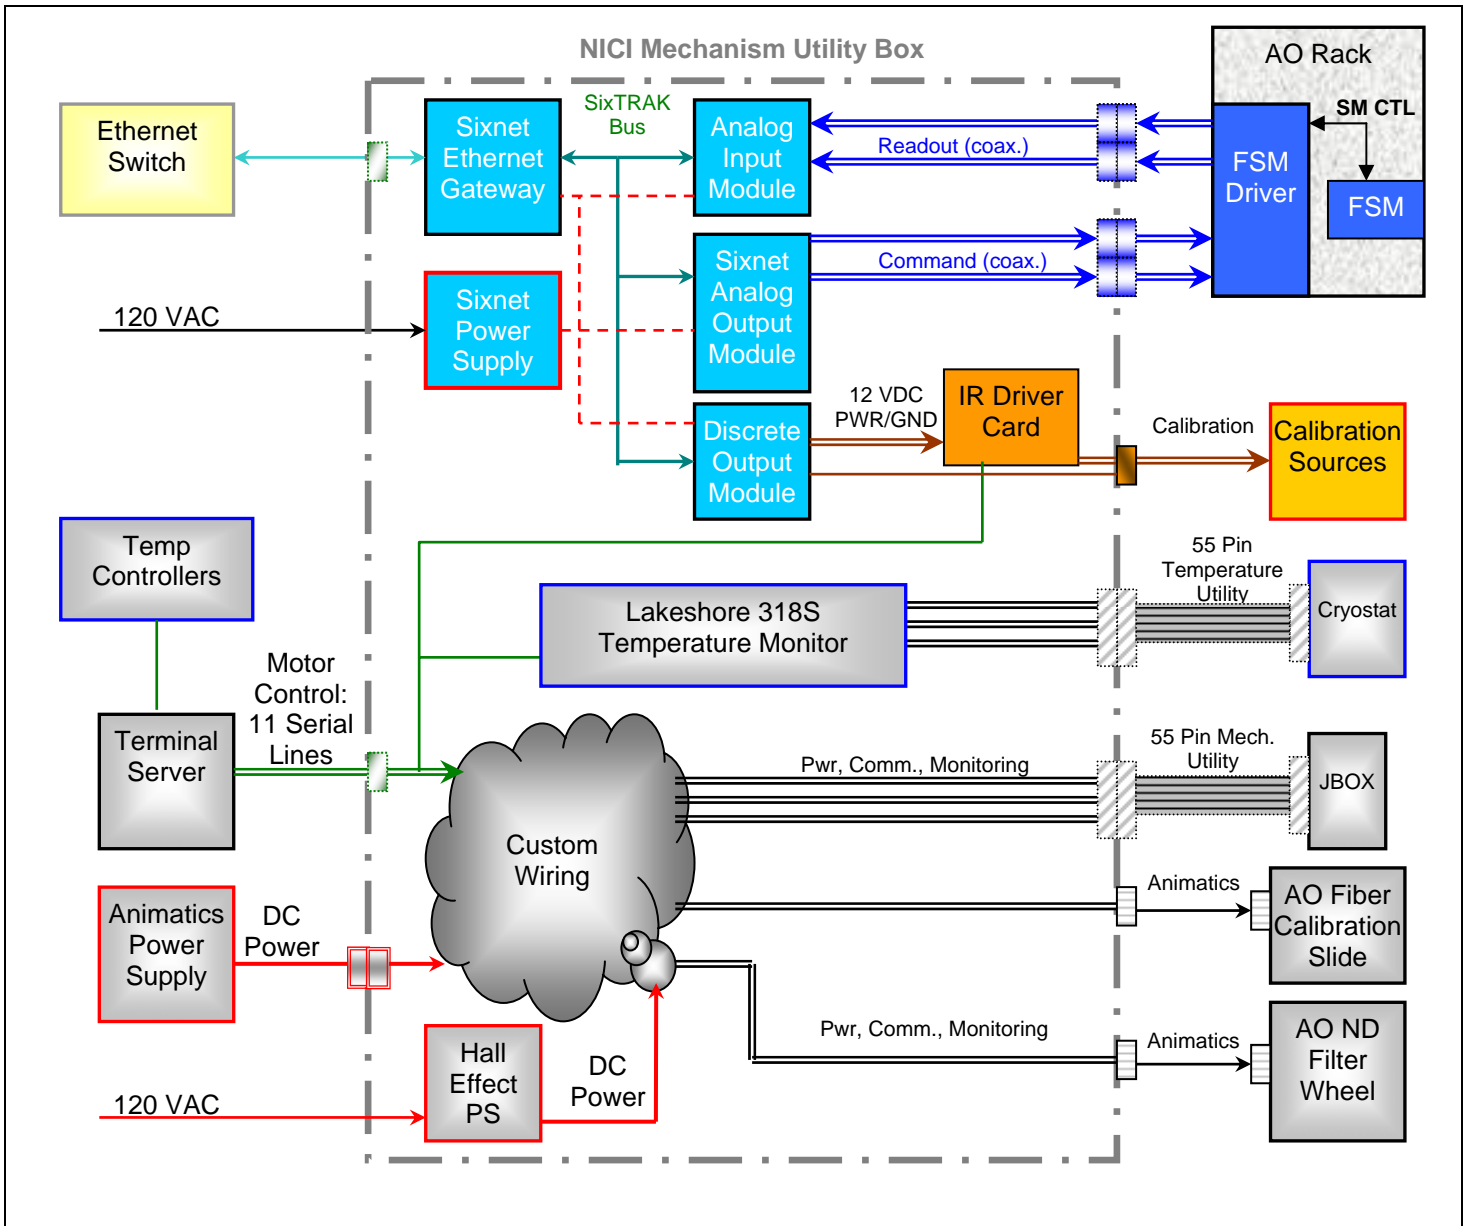 NICI Mechanism Utility Box
AO Rack
Ethernet
Switch
Sixnet
Ethernet
Gateway
SixTRAK
Bus
Analog
Input
Module
Readout (coax.)
FSM
Driver
SM CTL
FSM
120 VAC
Sixnet
Power
Supply
Sixnet
Analog
Output
Module
Command (coax.)
Discrete
Output
Module
12 VDC
PWR/GND
IR Driver
Card
Calibration
Calibration
Sources
Temp
Controllers
Lakeshore 318S
Temperature Monitor
55 Pin
Temperature
Utility
Cryostat
Terminal
Server
Motor
Control:
11 Serial
Lines
Custom
Wiring
Pwr, Comm., Monitoring
55 Pin Mech.
Utility
JBOX
Animatics
Power
Supply
DC
Power
Animatics
AO Fiber
Calibration
Slide
120 VAC
Hall
Effect
PS
DC
Power
Pwr, Comm., Monitoring
Animatics
AO ND
Filter
Wheel